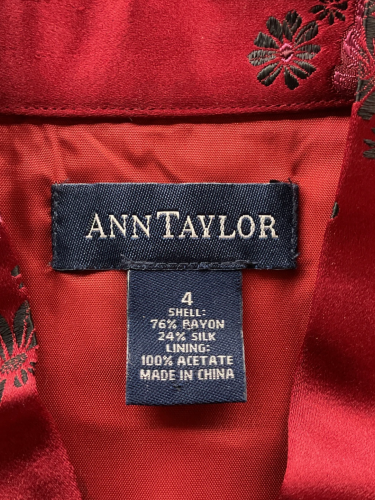 ANNTAYLOR
4
SHELL:
76% RAYON
24% SILK
LINING:
100% ACETATE
MADE IN CHINA